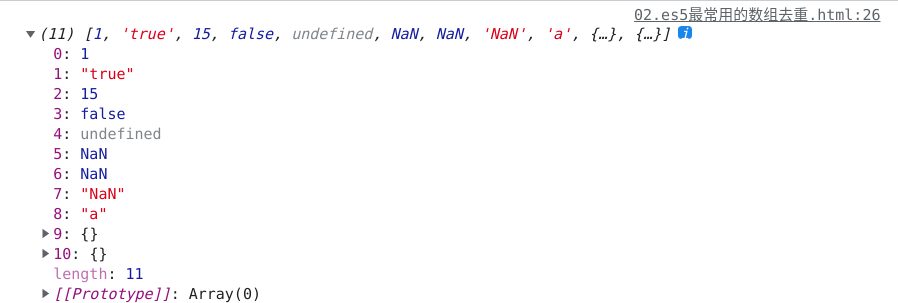 02.es5最常用的数组去重.html:26
(11) [1, 'true', 15, false, undefined, NaN, NaN, 'NaN', 'a', {…}, {…}] i
0: 1
1: "true"
2: 15
3: false
4: undefined
5: NaN
6: NaN
7: "NaN"
8: "a"
9: {}
10: {}
length: 11
[[Prototype]]: Array(0)